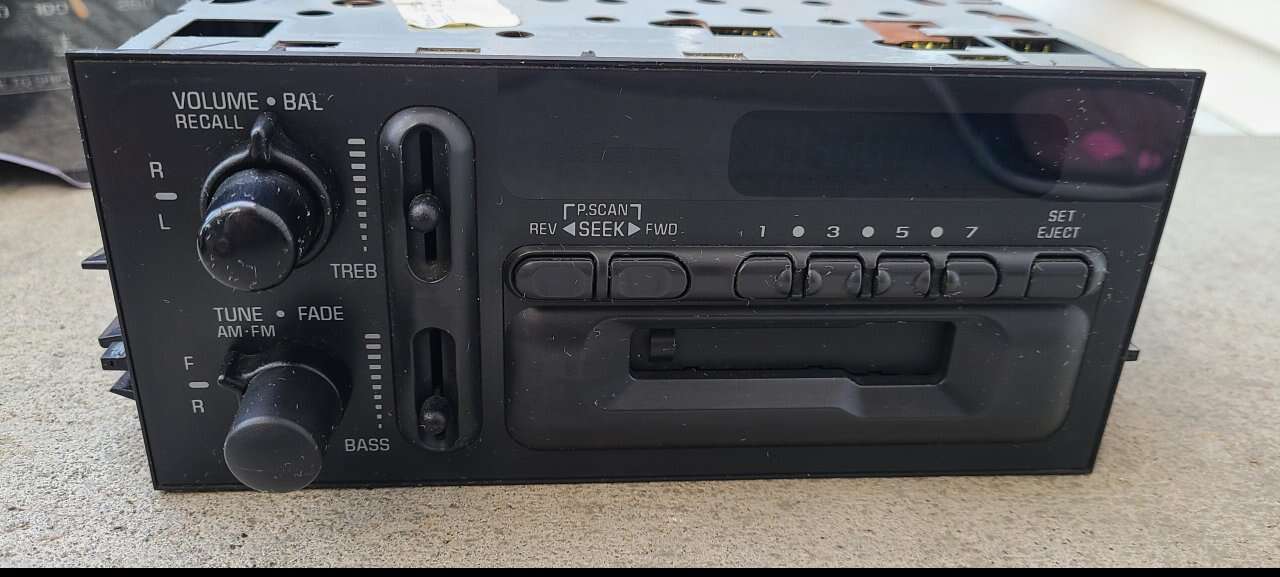 100
VOLUME • BAL
RECALL
R
L
TREB
TUNE • FADE
AM·FM
F
R
BASS
P.SCAN
REV ◀SEEK▶ FWD
1 • 3 • 5 • 7
SET
EJECT